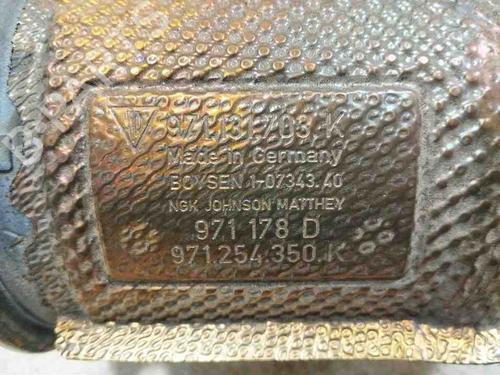 971.131.703.K
Made in Germany
BOYSEN 1-07343.40
NGK JOHNSON MATTHEY
971 178 D
971.254.350.K